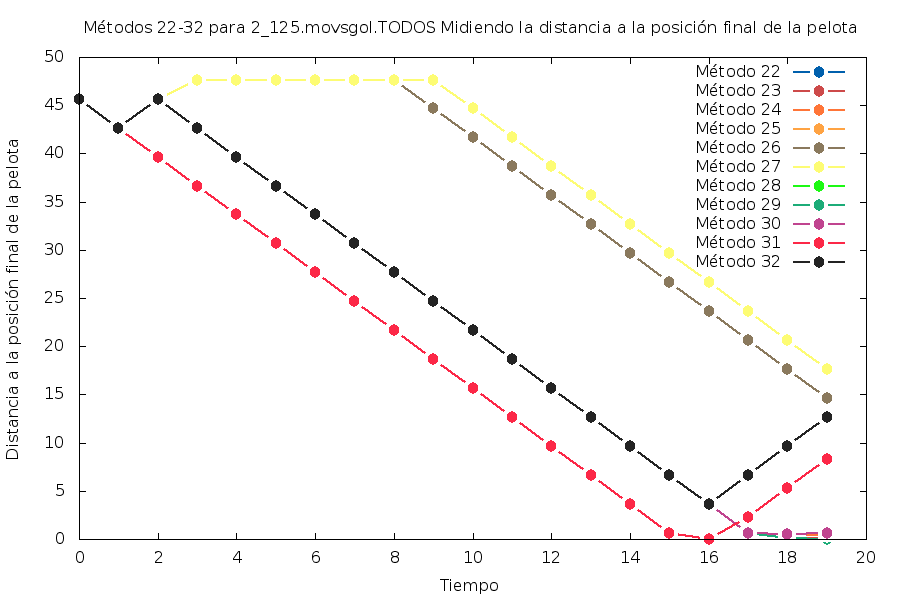 Métodos 22-32 para 2_125.movsgol.TODOS Midiendo la distancia a la posición final de la pelota
50
45
40
35
30
25
20
15
10
5
0
Distancia a la posición final de la pelota
Método 22
Método 23
Método 24
Método 25
Método 26
Método 27
Método 28
Método 29
Método 30
Método 31
Método 32
0 2 4 6 8 10 12 14 16 18 20
Tiempo